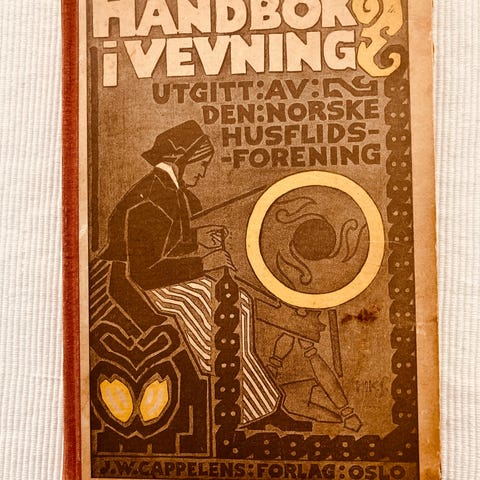 HANDBOK
i VEVNING
UTGITT:AV:
DEN:NORSKE
HUSFLIDS-
-FORENING
J.W.CAPPELENS:FORLAG:OSLO